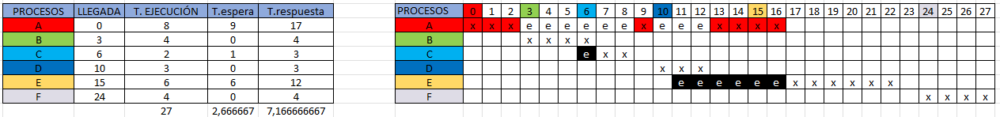 PROCESOS LLEGADA T. EJECUCIÓN T.espera T.respuesta
A 0 8 9 17
B 3 4 0 4
C 6 2 1 3
D 10 3 0 3
E 15 6 6 12
F 24 4 0 4
27 2,666667 7,166666667
PROCESOS 0 1 2 3 4 5 6 7 8 9 10 11 12 13 14 15 16 17 18 19 20 21 22 23 24 25 26 27
A x x x e e e e e e x e e e x x x x
B x x x x
C e x x
D x x x
E e e e e e e x x x x x x
F x x x x